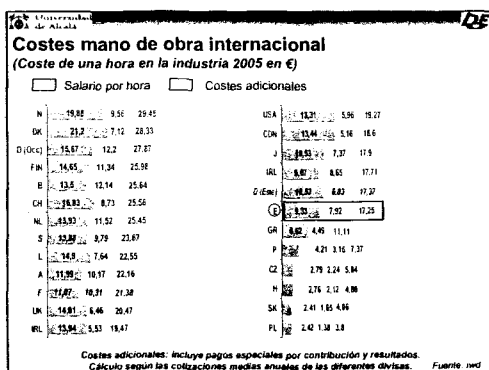 Universidad
de Alcalá
DE
Costes mano de obra internacional
(Coste de una hora en la industria 2005 en €)
Salario por hora Costes adicionales
N 19,88 9,56 29,45
DK 21,2 7,12 28,33
D (Occ) 15,67 12,2 27,87
FIN 14,65 11,34 25,98
B 13,5 12,14 25,64
CH 16,83 8,73 25,56
NL 13,93 11,52 25,45
S 13,88 9,79 23,67
L 14,9 7,64 22,55
A 11,99 10,17 22,16
F 11,07 10,31 21,38
UK 14,01 6,46 20,47
IRL 13,94 5,53 19,47
USA 13,31 5,96 19,27
CDN 13,44 5,16 18,6
J 10,53 7,37 17,9
IRL 8,65 17,71
D (Este) 6,83 17,37
E 9,33 7,92 17,25
GR 6,62 4,49 11,11
P 4,21 3,16 7,37
CZ 2,79 2,24 5,04
H 2,76 2,12 4,88
SK 2,41 1,65 4,06
PL 2,42 1,38 3,8
Costes adicionales: incluye pagos especiales por contribución y resultados.
Cálculo según las cotizaciones medias anuales de las diferentes divisas. Fuente: iwd